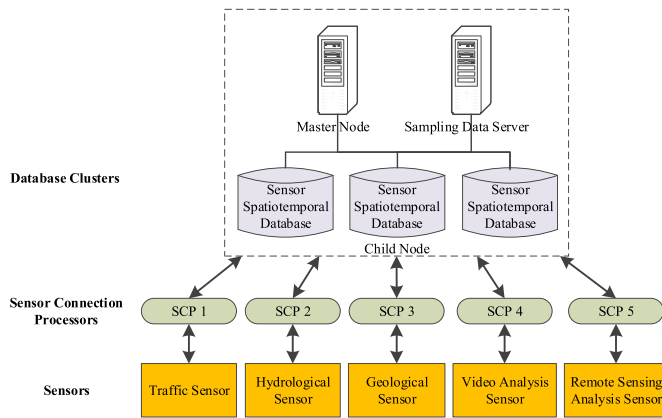 Master Node
Sampling Data Server
Database Clusters
Sensor
Spatiotemporal
Database
Sensor
Spatiotemporal
Database
Sensor
Spatiotemporal
Database
Child Node
Sensor Connection
Processors
SCP 1
SCP 2
SCP 3
SCP 4
SCP 5
Sensors
Traffic Sensor
Hydrological
Sensor
Geological
Sensor
Video Analysis
Sensor
Remote Sensing
Analysis Sensor